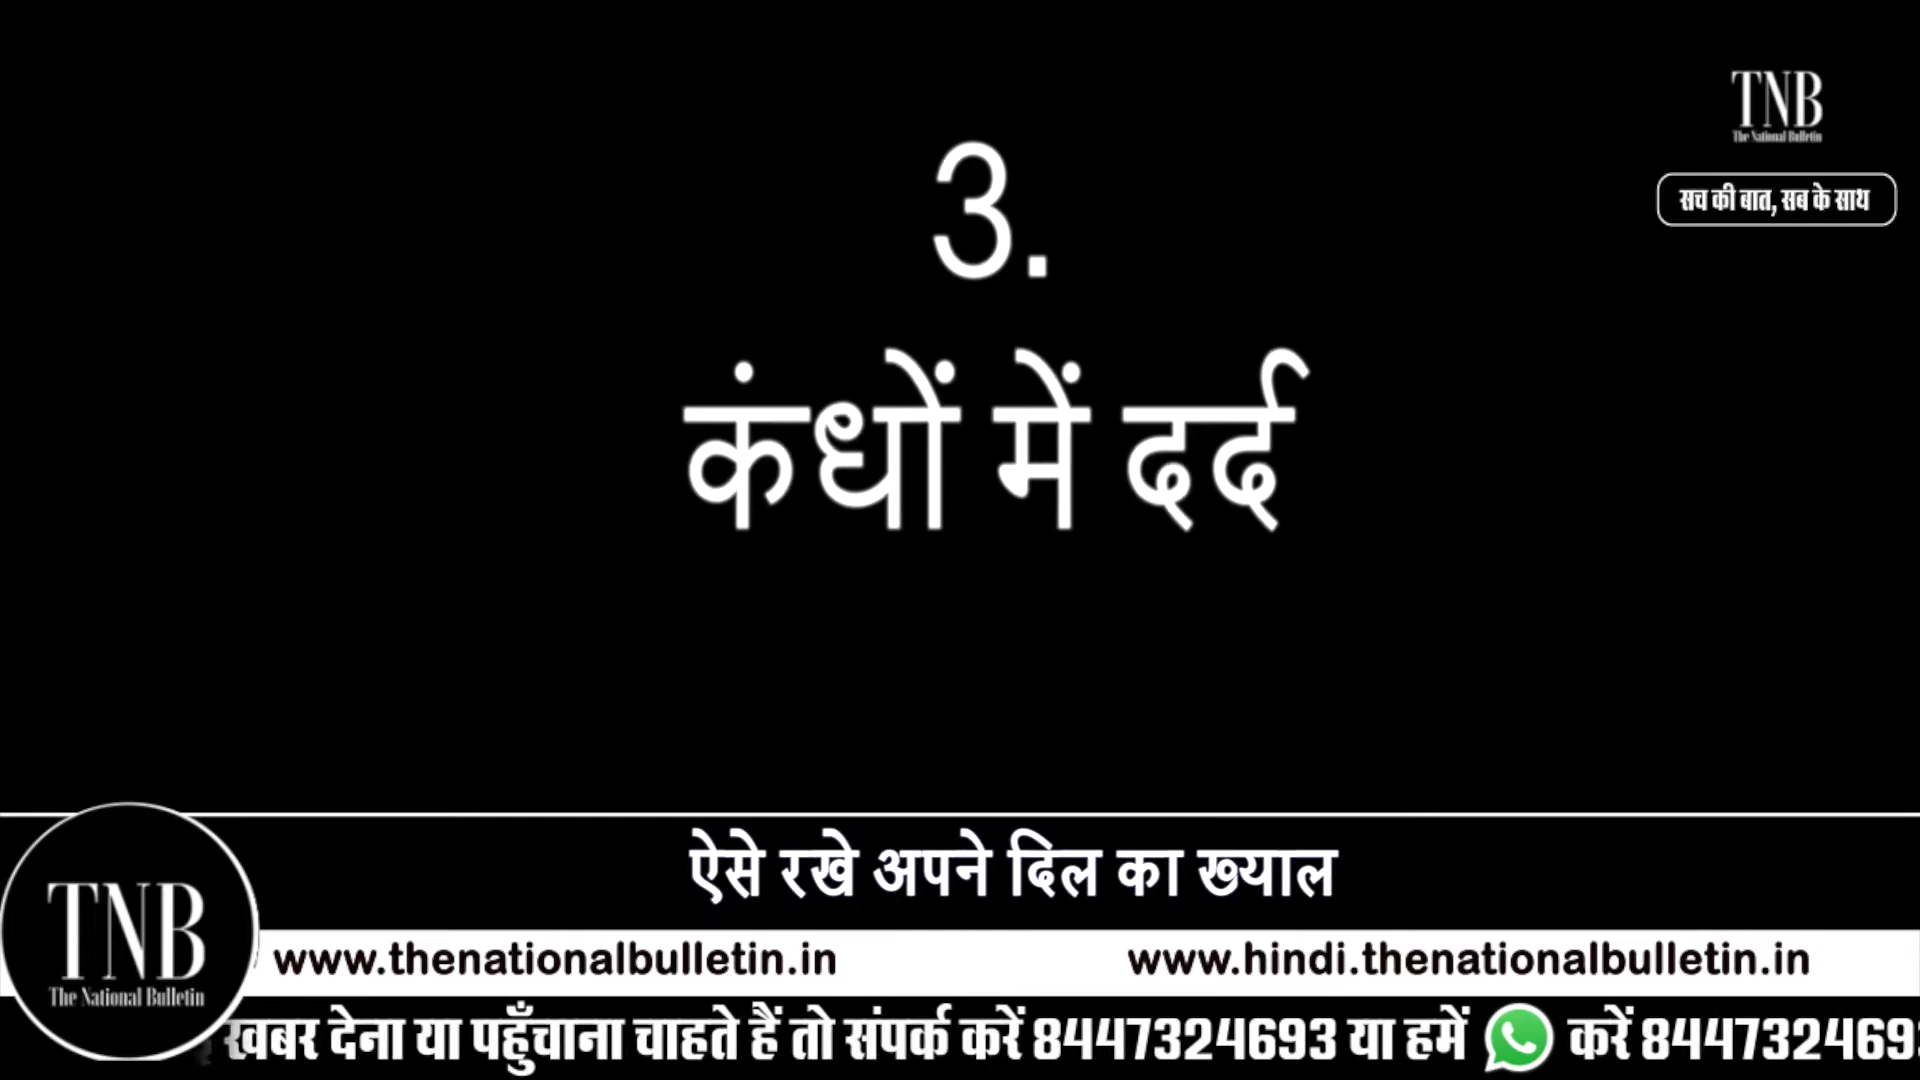 TNB
The National Bulletin
सच की बात, सब के साथ
3.
कंधों में दर्द
ऐसे रखे अपने दिल का ख्याल
TNB
The National Bulletin
www.thenationalbulletin.in www.hindi.thenationalbulletin.in
खबर देना या पहुँचाना चाहते हैं तो संपर्क करें 8447324693 या हमें करें 844732469